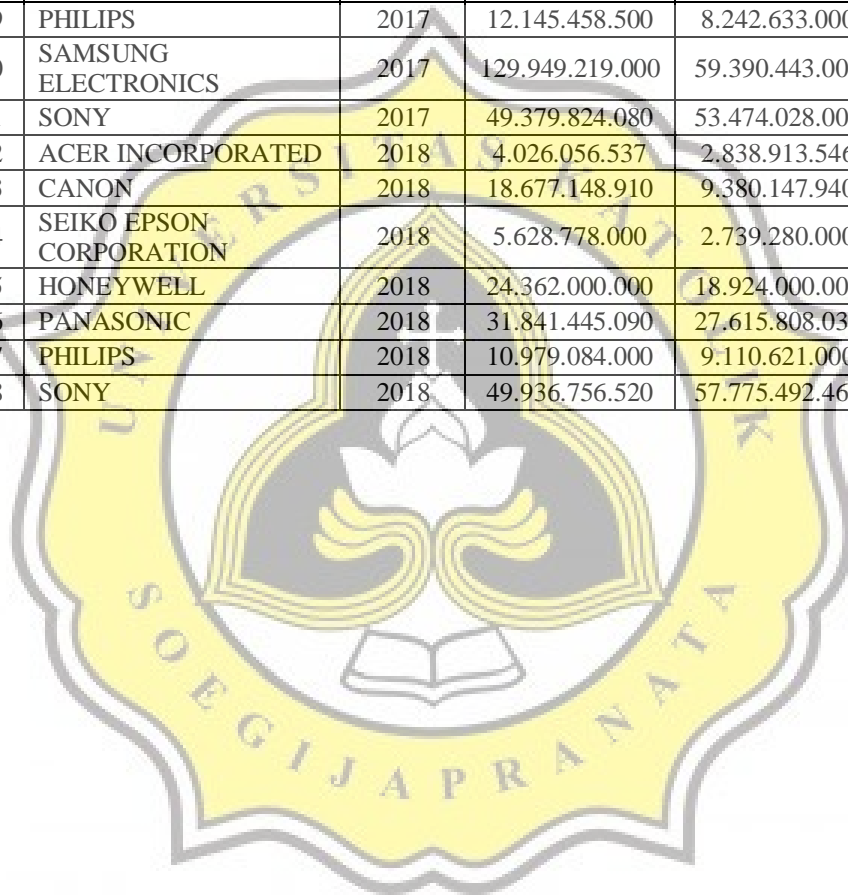 9 PHILIPS 2017 12.145.458.500 8.242.633.000
SAMSUNG
ELECTRONICS 2017 129.949.219.000 59.390.443.00
SONY 2017 49.379.824.080 53.474.028.00
2 ACER INCORPORATED 2018 4.026.056.537 2.838.913.546
CANON 2018 18.677.148.910 9.380.147.940
SEIKO EPSON
CORPORATION 2018 5.628.778.000 2.739.280.000
HONEYWELL 2018 24.362.000.000 18.924.000.00
PANASONIC 2018 31.841.445.090 27.615.808.03
PHILIPS 2018 10.979.084.000 9.110.621.000
SONY 2018 49.936.756.520 57.775.492.46
UNIVERSITAS KATOLIK
SOEGIJAPRANATA